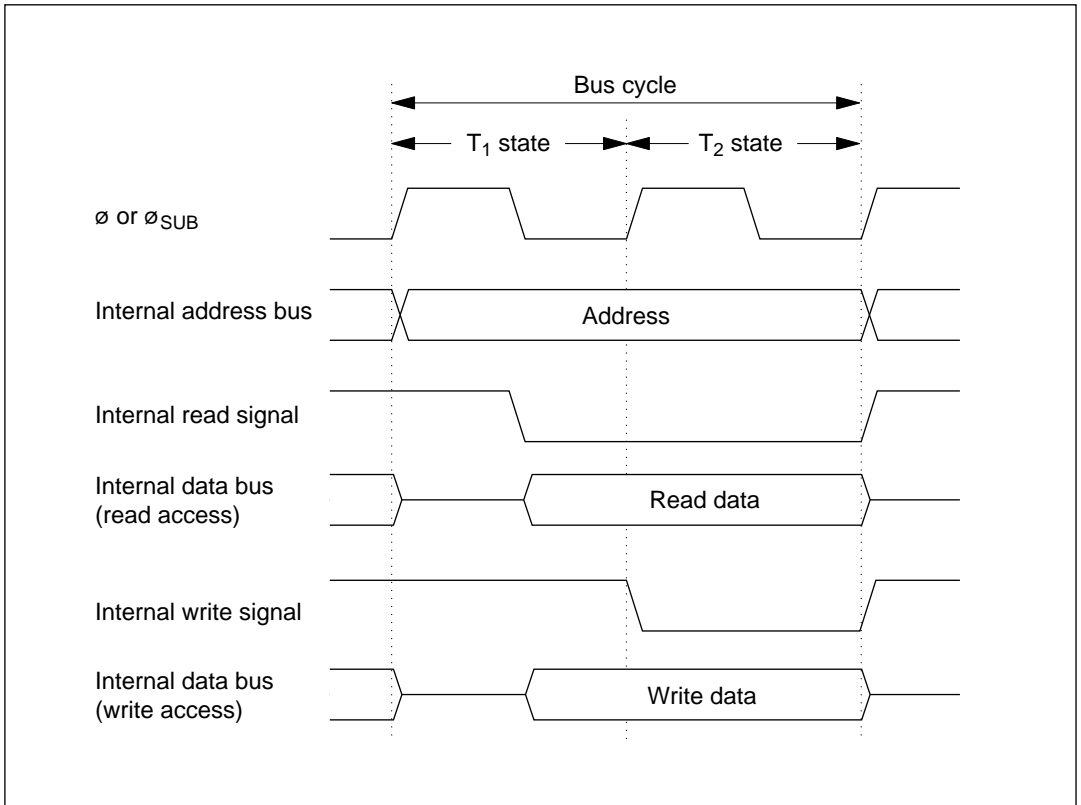 Bus cycle
T₁ state
T₂ state
ø or øSUB
Internal address bus
Address
Internal read signal
Internal data bus
(read access)
Read data
Internal write signal
Internal data bus
(write access)
Write data